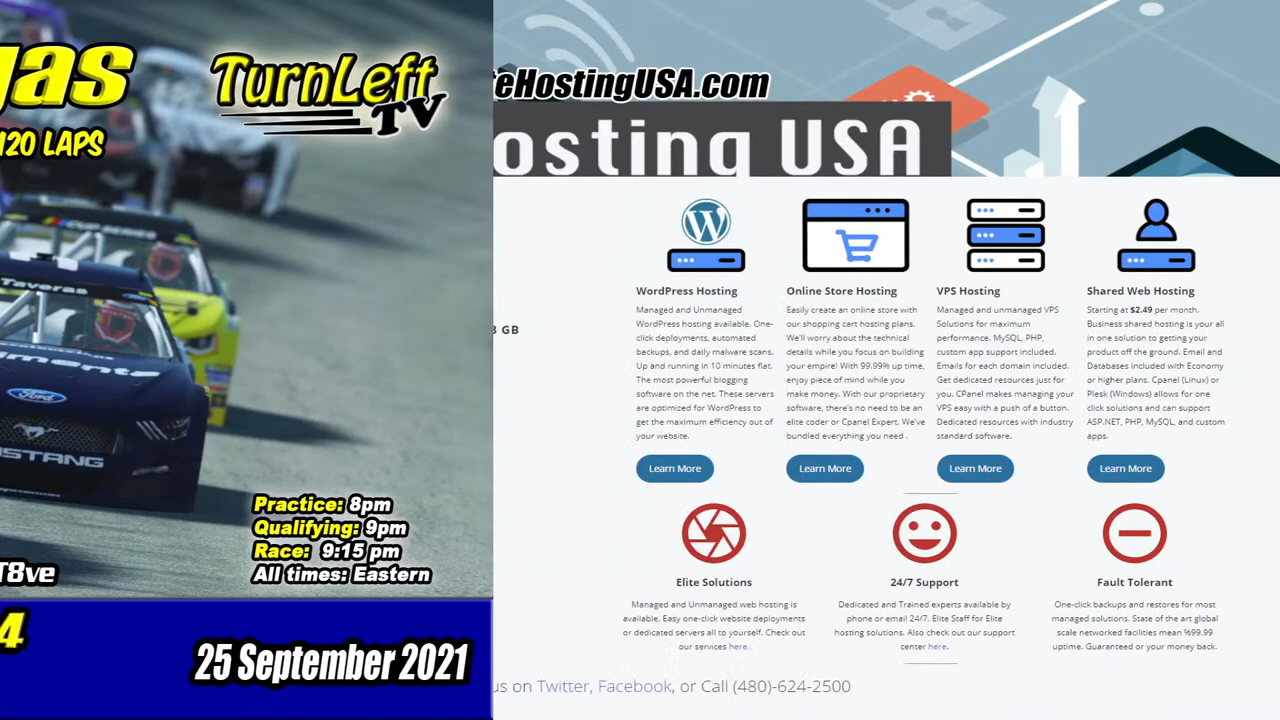 gas
120 LAPS
TurnLeft
TV
Taveras
Ford
MUSTANG
Practice: 8pm
Qualifying: 9pm
Race: 9:15 pm
All times: Eastern
T8ve
4
25 September 2021
teHostingUSA.com
osting USA
GB
WordPress Hosting
Managed and Unmanaged
WordPress hosting available. One-
click deployments, automated
backups, and daily malware scans.
Up and running in 10 minutes flat.
The most powerful blogging
software on the net. These servers
are optimized for WordPress to
get the maximum efficiency out of
your website.
Learn More
Online Store Hosting
Easily create an online store with
our shopping cart hosting plans.
We'll worry about the technical
details while you focus on building
your empire! With 99.99% up time,
enjoy piece of mind while you
make money. With our proprietary
software, there's no need to be an
elite coder or Cpanel Expert. We've
bundled everything you need .
Learn More
VPS Hosting
Managed and unmanaged VPS
Solutions for maximum
performance. MySQL, PHP,
custom app support included.
Emails for each domain included.
Get dedicated resources just for
you. CPanel makes managing your
VPS easy with a push of a button.
Dedicated resources with industry
standard software.
Learn More
Shared Web Hosting
Starting at $2.49 per month.
Business shared hosting is your all
in one solution to getting your
product off the ground. Email and
Databases included with Economy
or higher plans. Cpanel (Linux) or
Plesk (Windows) allows for one
click solutions and can support
ASP.NET, PHP, MySQL, and custom
apps.
Learn More
Elite Solutions
Managed and Unmanaged web hosting is
available. Easy one-click website deployments
or dedicated servers all to yourself. Check out
our services here.
24/7 Support
Dedicated and Trained experts available by
phone or email 24/7. Elite Staff for Elite
hosting solutions. Also check out our support
center here.
Fault Tolerant
One-click backups and restores for most
managed solutions. State of the art global
scale networked facilities mean %99.99
uptime. Guaranteed or your money back.
us on Twitter, Facebook, or Call (480)-624-2500